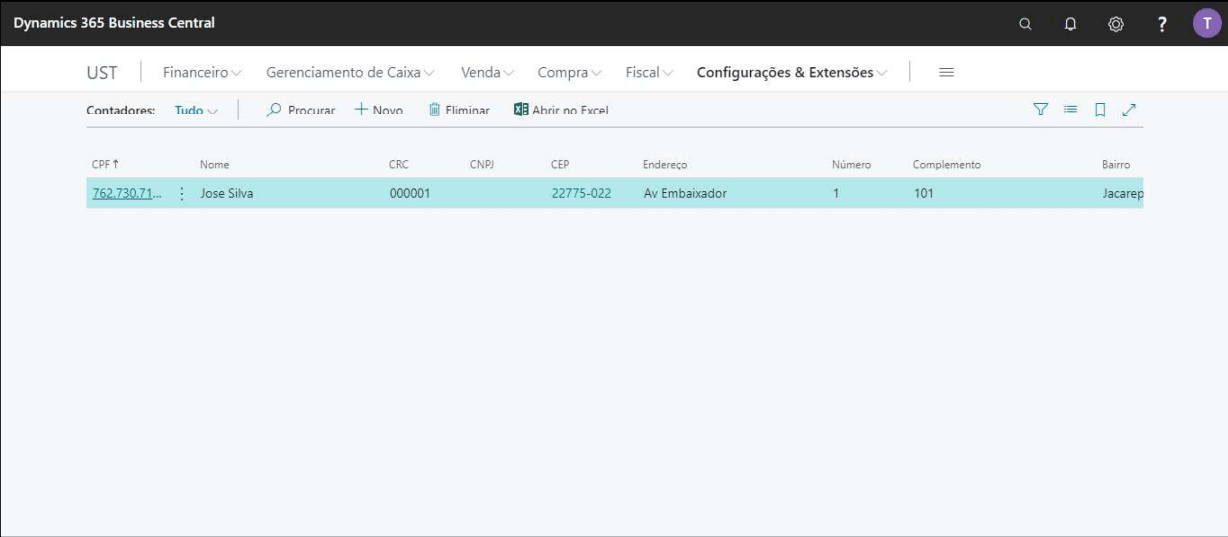 Dynamics 365 Business Central ? T
UST Financeiro Gerenciamento de Caixa Venda Compra Fiscal Configurações & Extensões
Contadores: Tudo Procurar + Novo Eliminar Abrir no Excel
CPF ↑ Nome CRC CNPJ CEP Endereço Número Complemento Bairro
762.730.71... Jose Silva 000001 22775-022 Av Embaixador 1 101 Jacarep